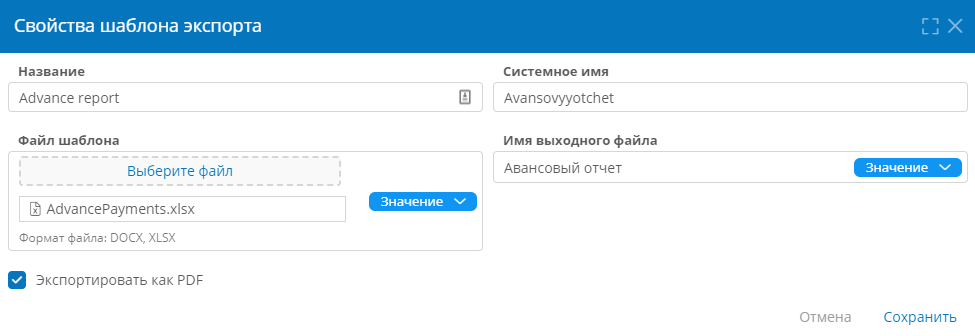 Свойства шаблона экспорта
Название
Системное имя
Advance report
Avansovyyotchet
Файл шаблона
Имя выходного файла
Выберите файл
Авансовый отчет
Значение
AdvancePayments.xlsx
Значение
Формат файла: DOCX, XLSX
Экспортировать как PDF
Отмена
Сохранить